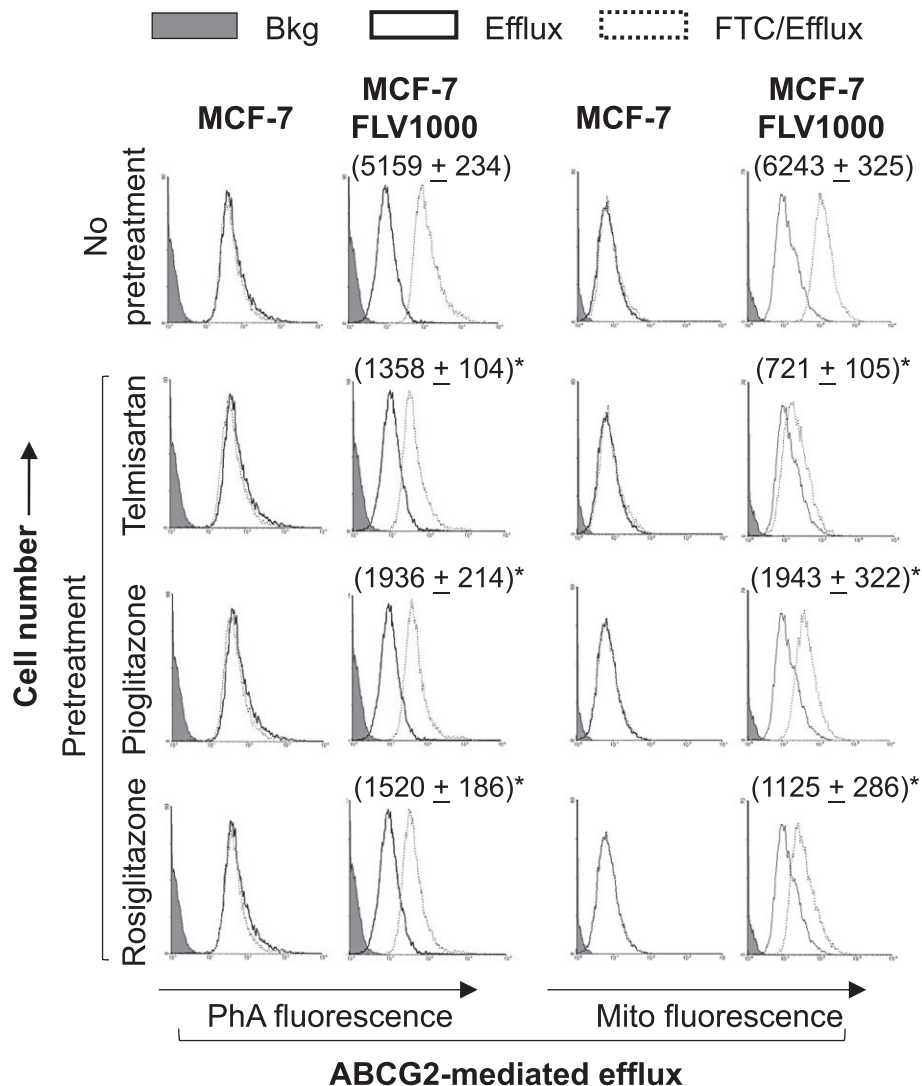 Bkg Efflux FTC/Efflux
MCF-7 MCF-7 FLV1000 MCF-7 MCF-7 FLV1000
No pretreatment
(5159 ± 234) (6243 ± 325)
Pretreatment
Telmisartan
(1358 ± 104)* (721 ± 105)*
Pioglitazone
(1936 ± 214)* (1943 ± 322)*
Rosiglitazone
(1520 ± 186)* (1125 ± 286)*
Cell number
PhA fluorescence Mito fluorescence
ABCG2-mediated efflux